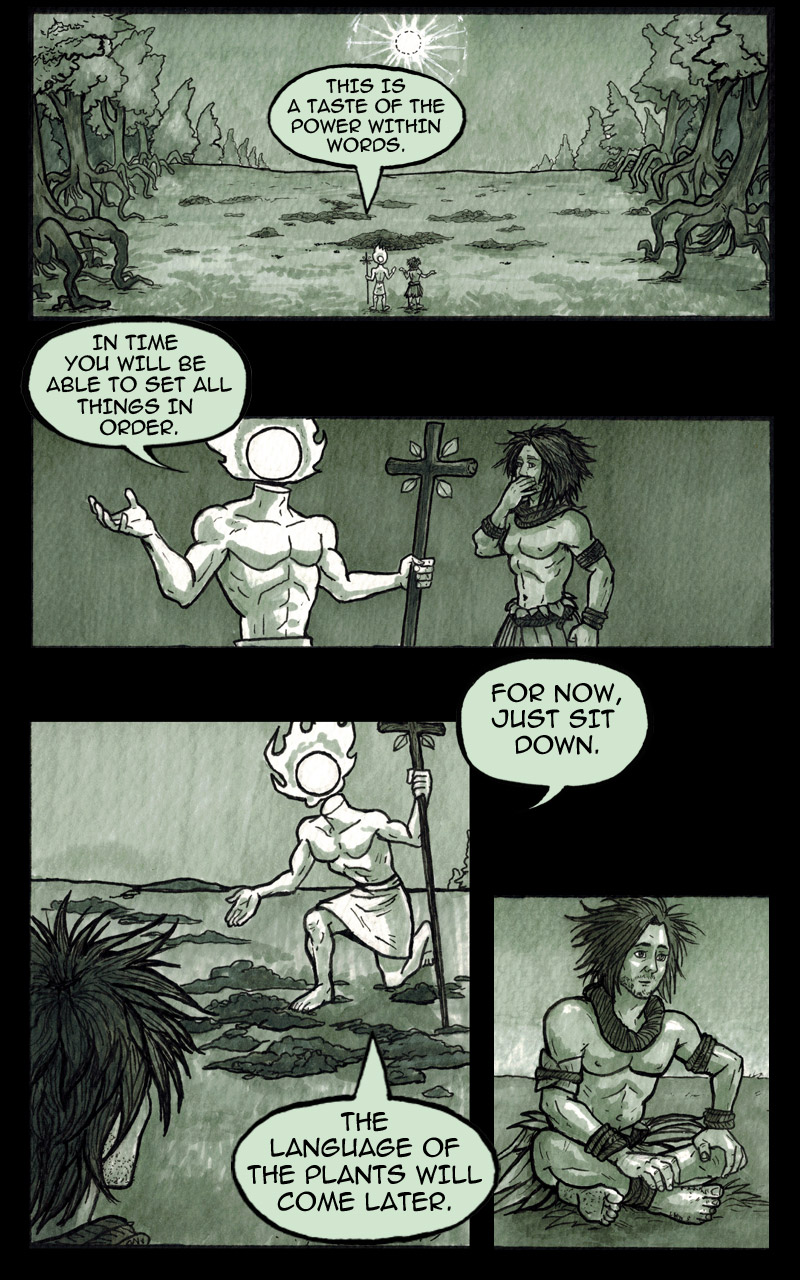 THIS IS
A TASTE OF THE
POWER WITHIN
WORDS.
IN TIME
YOU WILL BE
ABLE TO SET ALL
THINGS IN
ORDER.
FOR NOW,
JUST SIT
DOWN.
THE
LANGUAGE OF
THE PLANTS WILL
COME LATER.